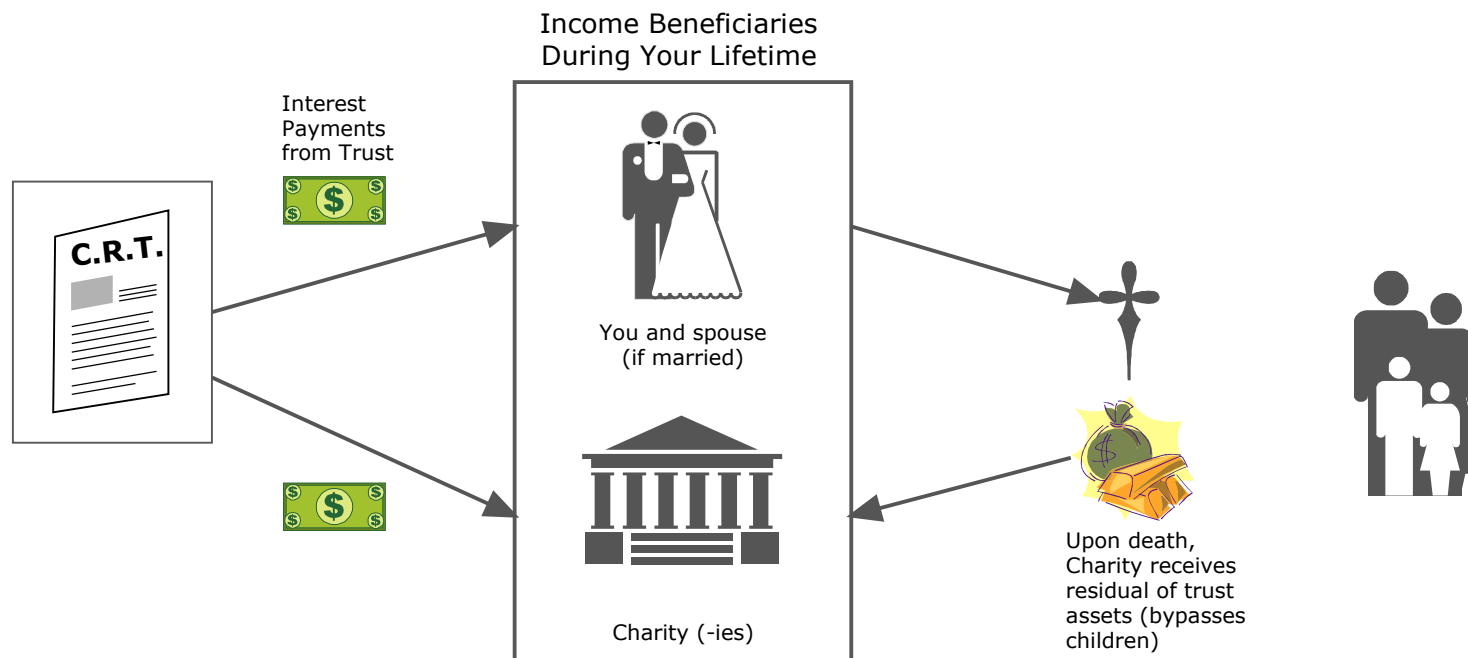 Income Beneficiaries
During Your Lifetime
Interest
Payments
from Trust
$ $ $ $ $
C.R.T.
You and spouse
(if married)
$ $ $ $ $
$
Upon death,
Charity receives
residual of trust
assets (bypasses
children)
Charity (-ies)